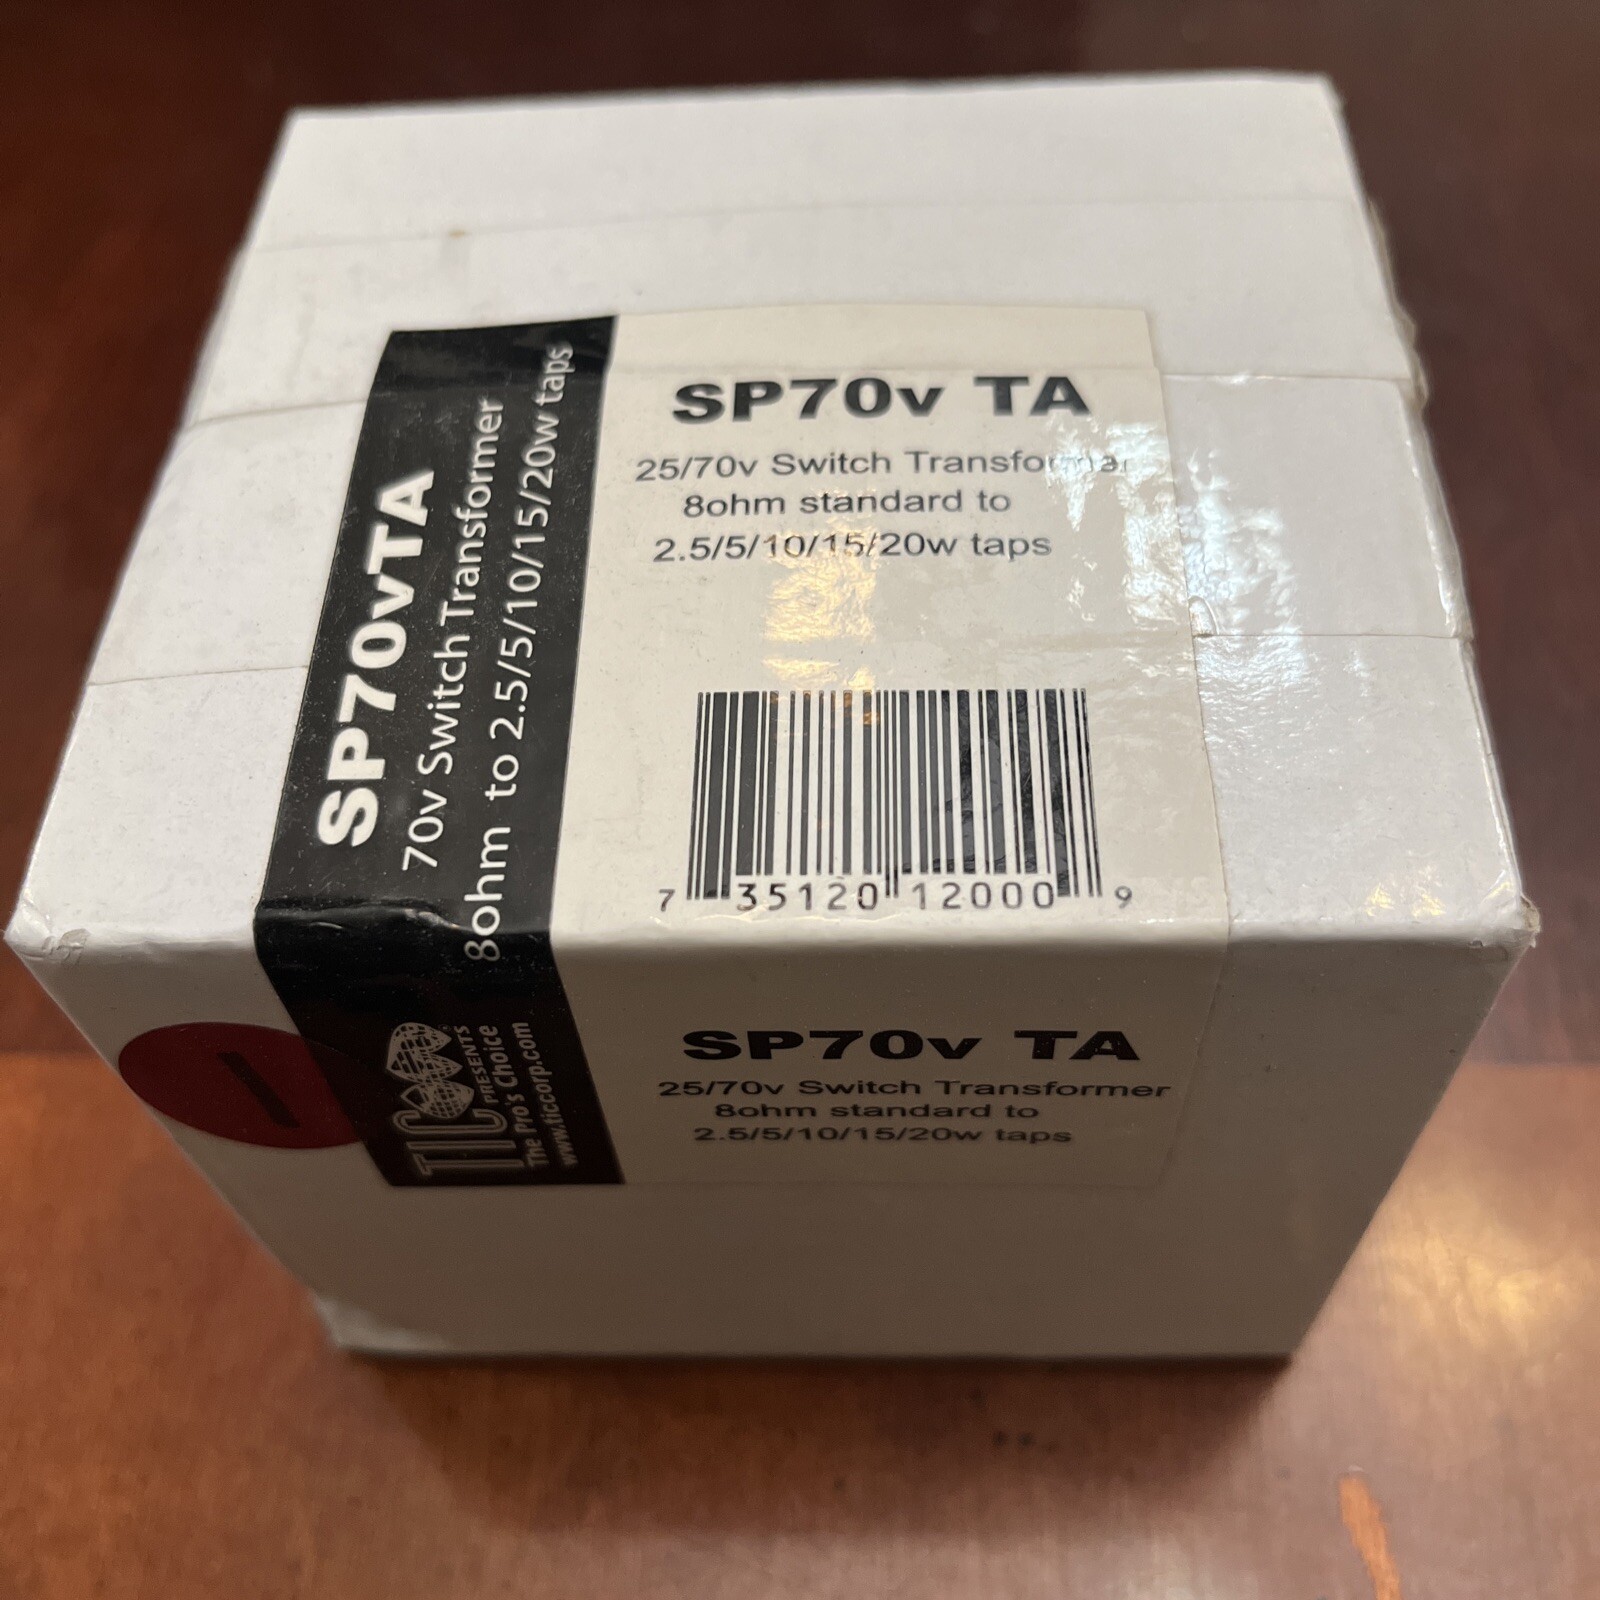 SP70v TA
25/70v Switch Transformer
8ohm standard to
2.5/5/10/15/20w taps
7 35120 12000 9
SP70v TA
25/70v Switch Transformer
8ohm standard to
2.5/5/10/15/20w taps
SP70vTA
70v Switch Transformer
8ohm to 2.5/5/10/15/20w taps
TIC
PRESENTS
The Pro's Choice
www.ticcorp.com